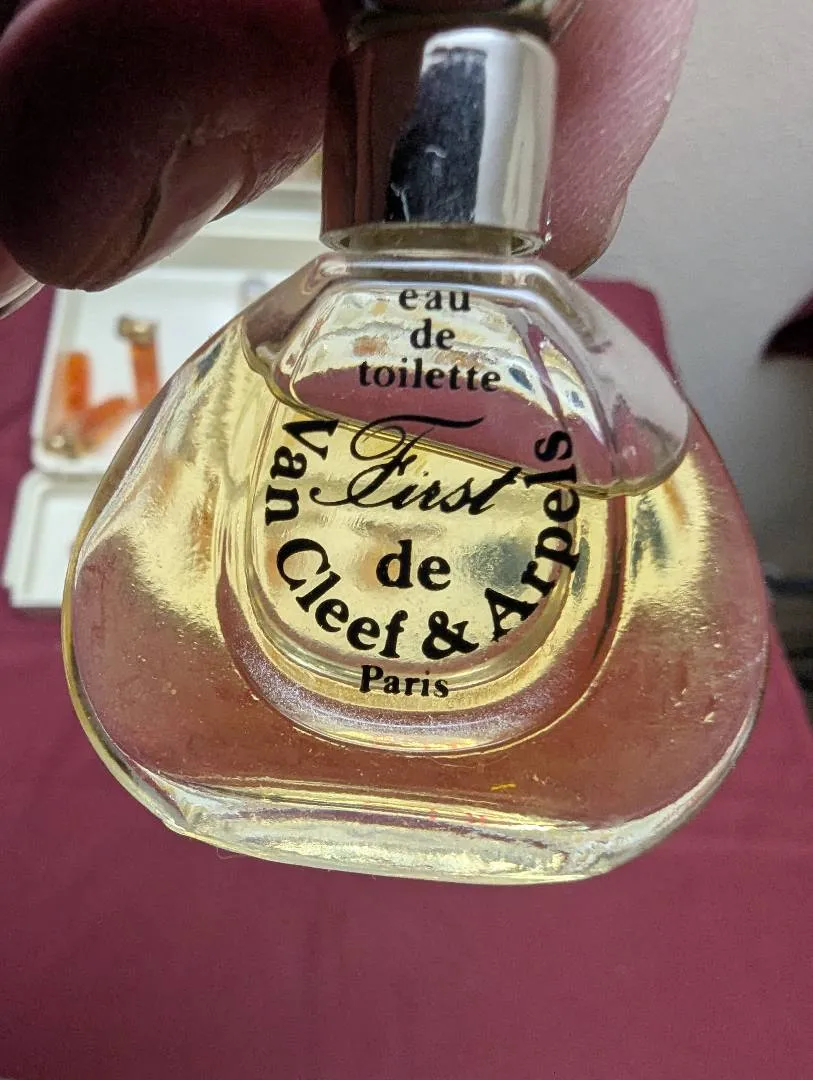 eau
de
toilette
First
de
Van Cleef & Arpels
Paris